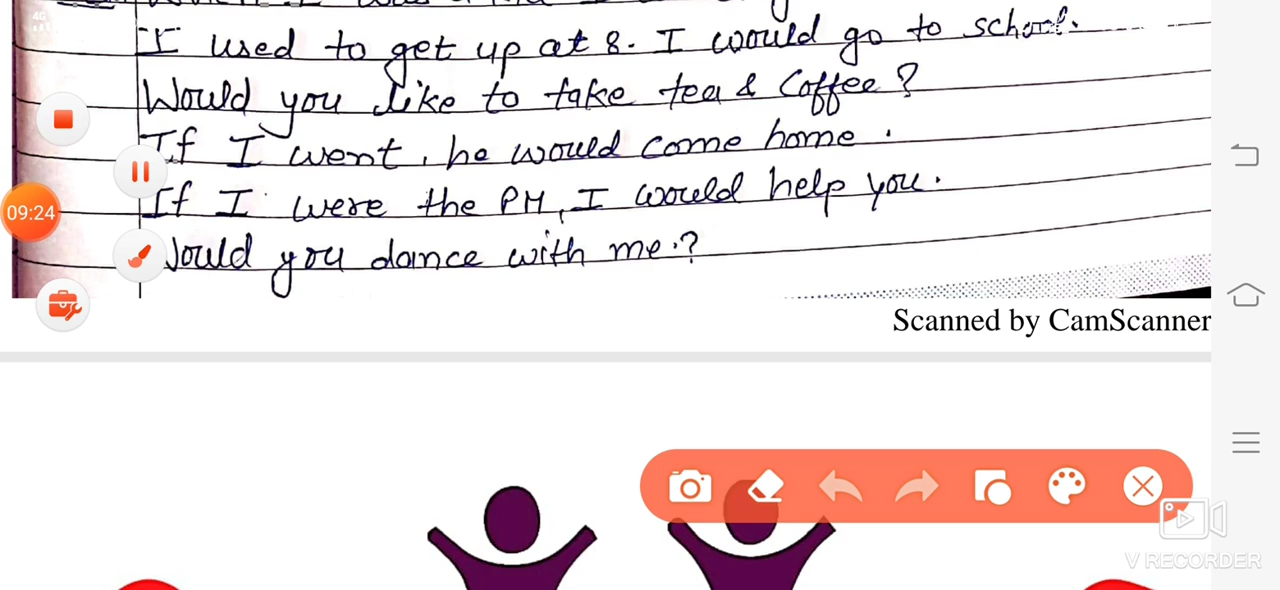 4G
I used to get up at 8. I would go to school.
Would you like to take tea & Coffee?
If I went, he would come home.
If I were the PM, I would help you.
Would you dance with me.?
09:24
Scanned by CamScanner
V RECORDER